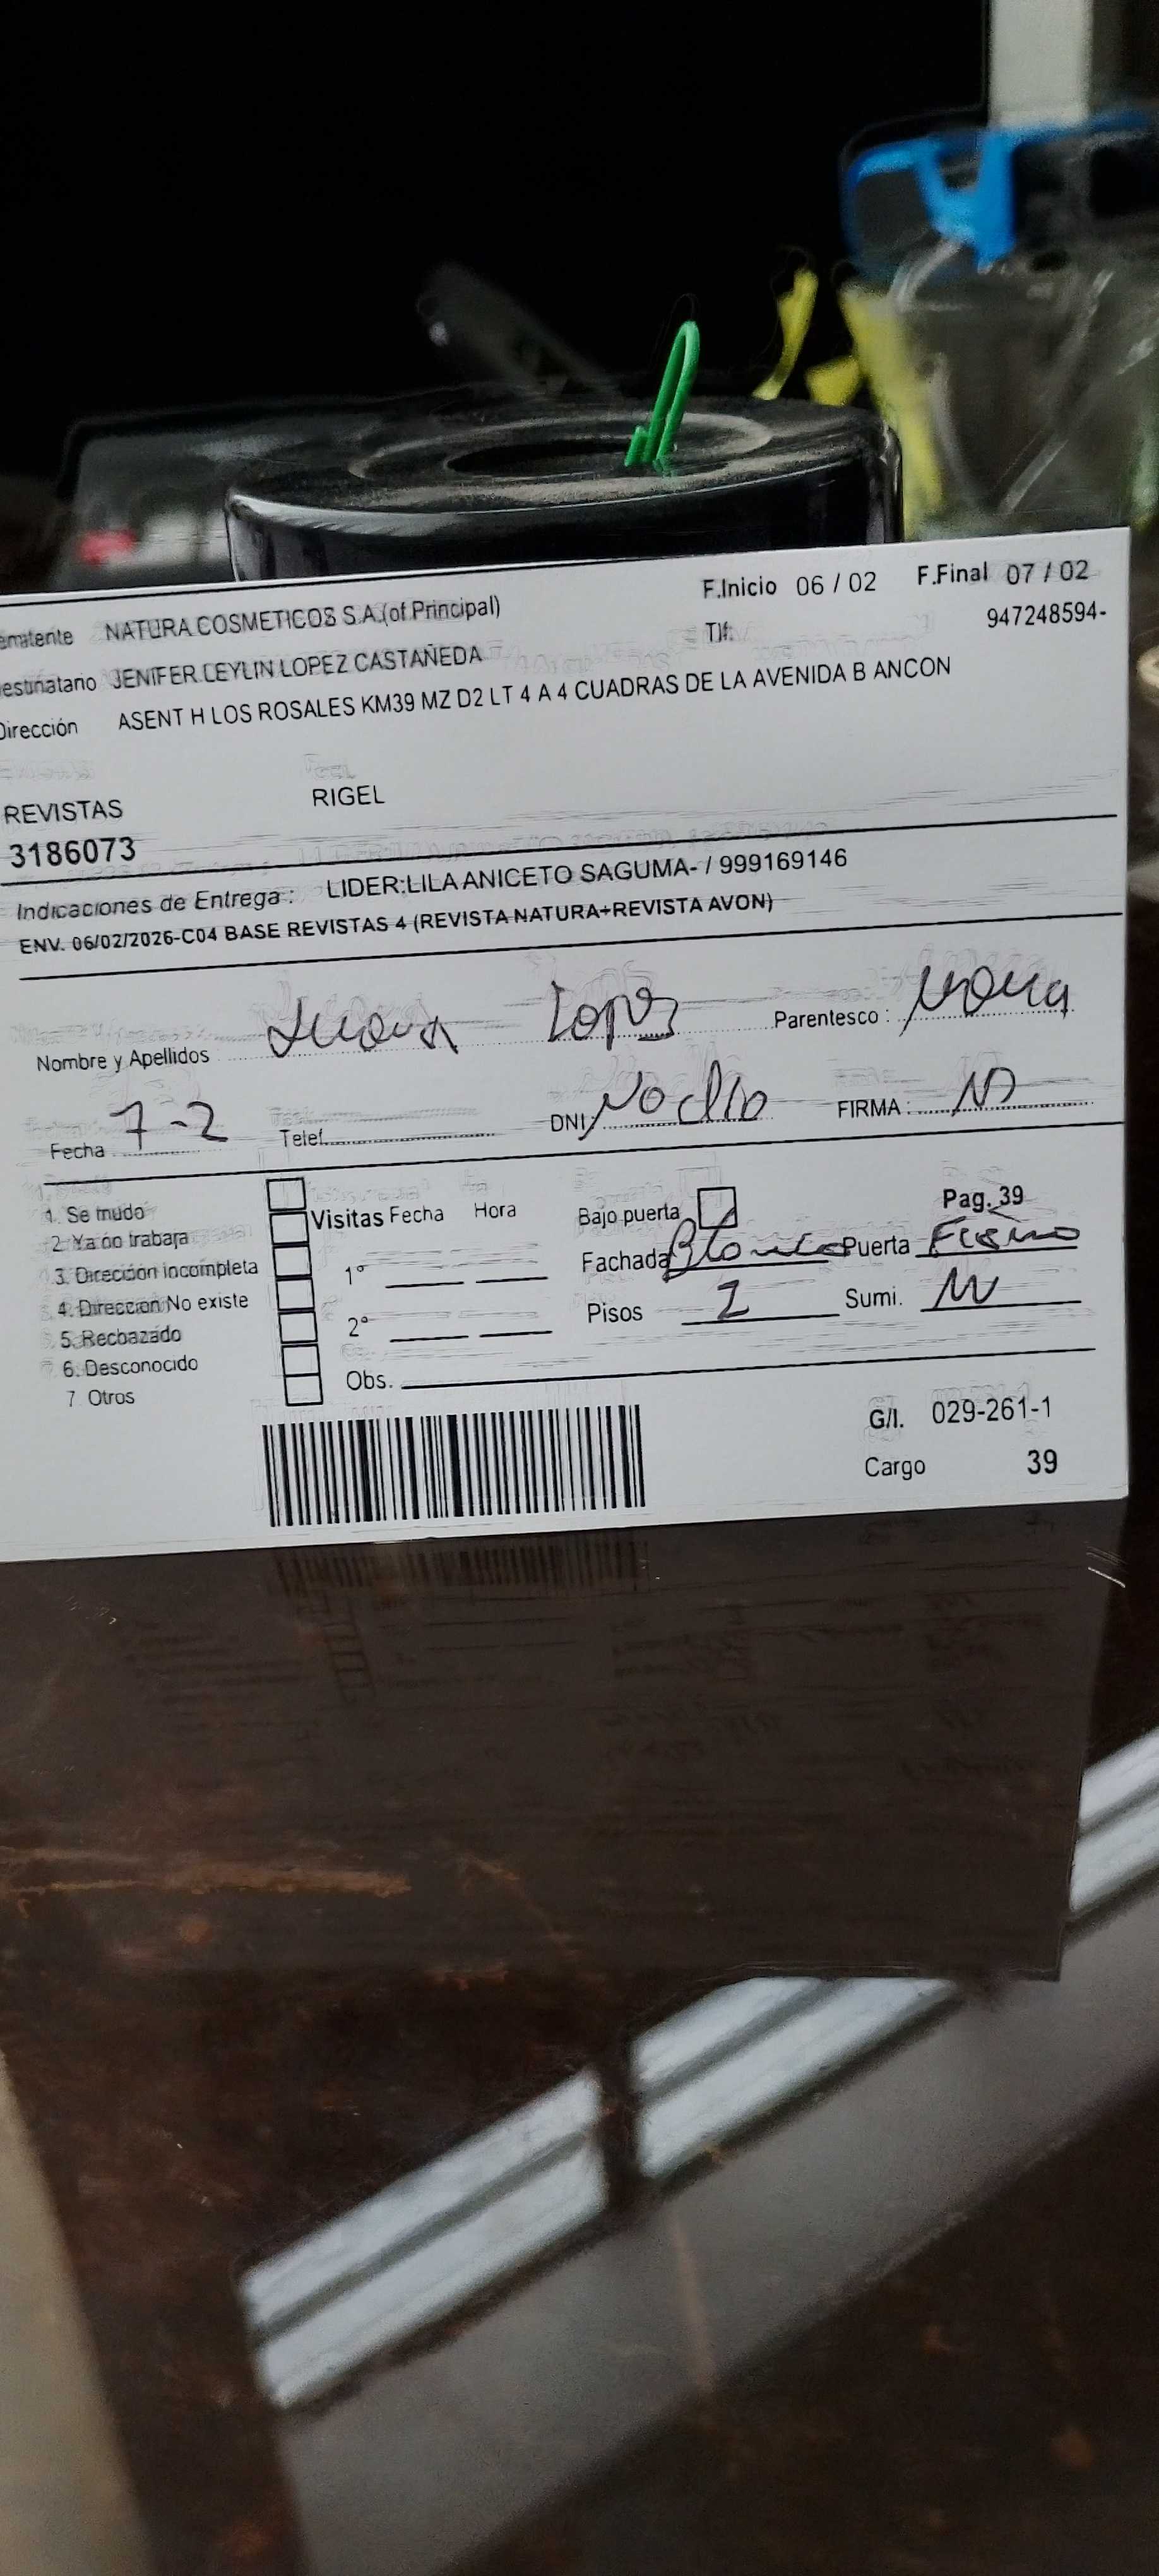 emitente NATURA COSMETICOS S.A.(of Principal) F.Inicio 06 / 02 F.Final 07 / 02
estinatario JENIFER LEYLIN LOPEZ CASTAÑEDA Tlf: 947248594-
Dirección ASENT H LOS ROSALES KM39 MZ D2 LT 4 A 4 CUADRAS DE LA AVENIDA B ANCON
REVISTAS RIGEL
3186073
Indicaciones de Entrega : LIDER:LILA ANICETO SAGUMA- / 999169146
ENV. 06/02/2026-C04 BASE REVISTAS 4 (REVISTA NATURA+REVISTA AVON)
Nombre y Apellidos Lopez Parentesco :
Fecha 7-2 Telef. DNI No dio FIRMA :
1. Se mudo
2. Ya no trabaja
3. Dirección incompleta
4. Direccion No existe
5. Rechazado
6. Desconocido
7 Otros
Visitas Fecha Hora
1°
2°
Obs.
Bajo puerta Pag. 39
Fachada Blanco Puerta Fierro
Pisos 2 Sumi.
G/I. 029-261-1
Cargo 39